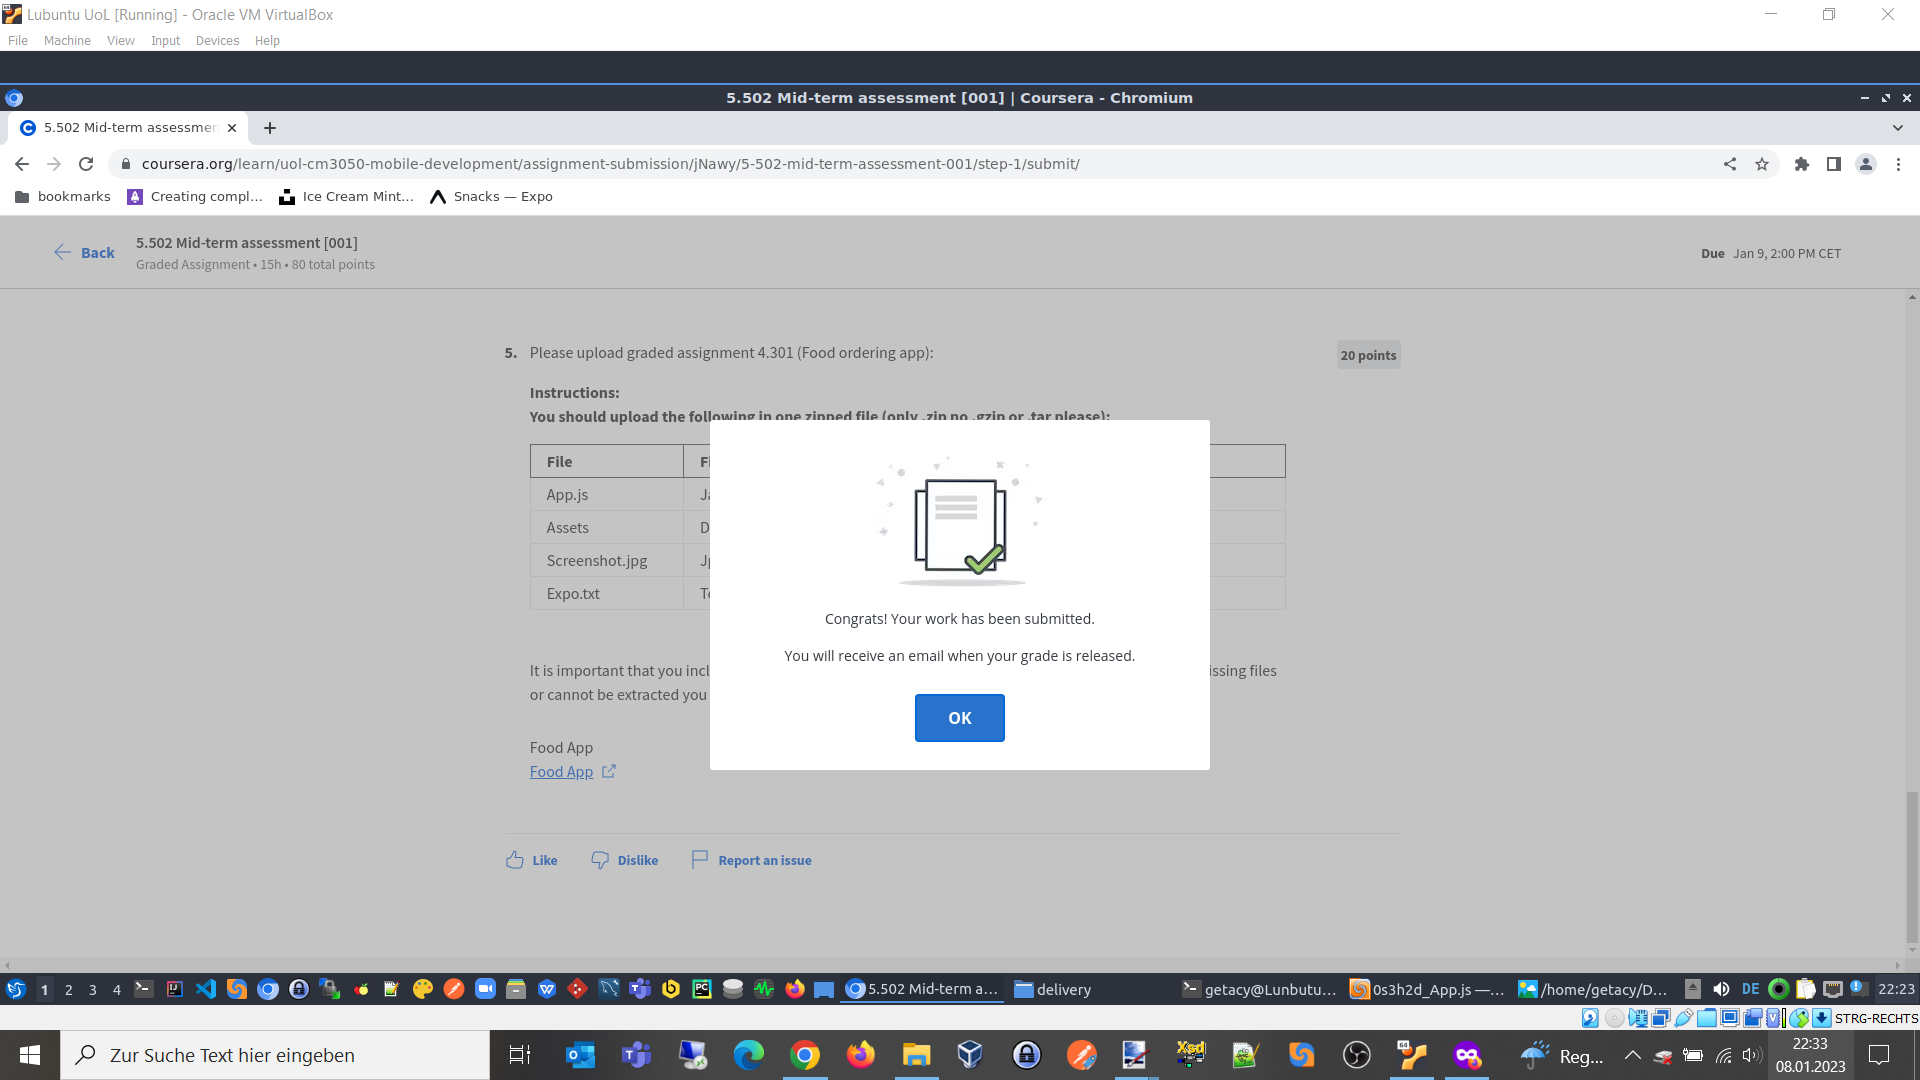 Lubuntu UoL [Running] - Oracle VM VirtualBox
File Machine View Input Devices Help
5.502 Mid-term assessment [001] | Coursera - Chromium
5.502 Mid-term assessmen
coursera.org/learn/uol-cm3050-mobile-development/assignment-submission/jNawy/5-502-mid-term-assessment-001/step-1/submit/
bookmarks Creating compl... Ice Cream Mint... Snacks — Expo
Back
5.502 Mid-term assessment [001]
Graded Assignment • 15h • 80 total points
Due Jan 9, 2:00 PM CET
5. Please upload graded assignment 4.301 (Food ordering app):
20 points
Instructions:
You should upload the following in one zipped file (only .zip no .gzip or .tar please):
File
App.js
Assets
Screenshot.jpg
Expo.txt
Congrats! Your work has been submitted.
You will receive an email when your grade is released.
OK
It is important that you incl issing files
or cannot be extracted you
Food App
Food App
Like Dislike Report an issue
1 2 3 4 5.502 Mid-term a... delivery getacy@Lunbutu... 0s3h2d_App.js —... /home/getacy/D... DE 22:23
STRG-RECHTS
Zur Suche Text hier eingeben
Xsd
Reg...
22:33
08.01.2023